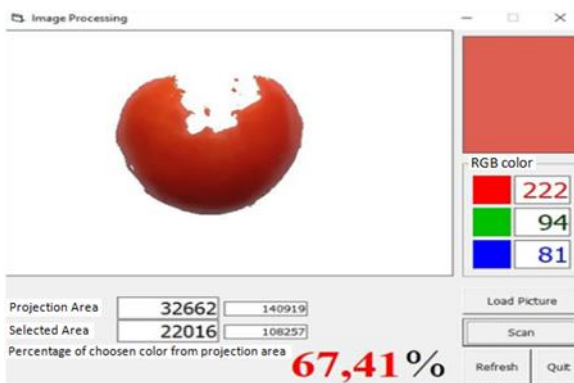 Image Processing
RGB color
222
94
81
Projection Area 32662 140919
Selected Area 22016 108257
Percentage of choosen color from projection area 67,41%
Load Picture
Scan
Refresh Quit